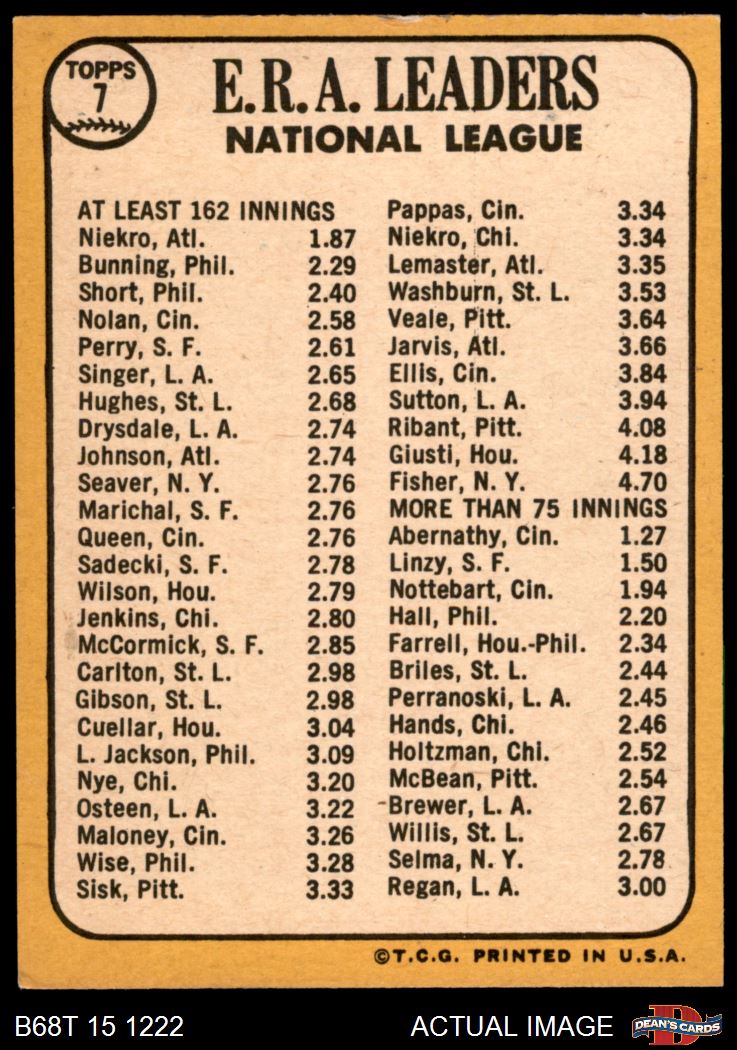 TOPPS
7
E.R.A. LEADERS
NATIONAL LEAGUE
AT LEAST 162 INNINGS
Niekro, Atl. 1.87
Bunning, Phil. 2.29
Short, Phil. 2.40
Nolan, Cin. 2.58
Perry, S. F. 2.61
Singer, L. A. 2.65
Hughes, St. L. 2.68
Drysdale, L. A. 2.74
Johnson, Atl. 2.74
Seaver, N. Y. 2.76
Marichal, S. F. 2.76
Queen, Cin. 2.76
Sadecki, S. F. 2.78
Wilson, Hou. 2.79
Jenkins, Chi. 2.80
McCormick, S. F. 2.85
Carlton, St. L. 2.98
Gibson, St. L. 2.98
Cuellar, Hou. 3.04
L. Jackson, Phil. 3.09
Nye, Chi. 3.20
Osteen, L. A. 3.22
Maloney, Cin. 3.26
Wise, Phil. 3.28
Sisk, Pitt. 3.33
Pappas, Cin. 3.34
Niekro, Chi. 3.34
Lemaster, Atl. 3.35
Washburn, St. L. 3.53
Veale, Pitt. 3.64
Jarvis, Atl. 3.66
Ellis, Cin. 3.84
Sutton, L. A. 3.94
Ribant, Pitt. 4.08
Giusti, Hou. 4.18
Fisher, N. Y. 4.70
MORE THAN 75 INNINGS
Abernathy, Cin. 1.27
Linzy, S. F. 1.50
Nottebart, Cin. 1.94
Hall, Phil. 2.20
Farrell, Hou.-Phil. 2.34
Briles, St. L. 2.44
Perranoski, L. A. 2.45
Hands, Chi. 2.46
Holtzman, Chi. 2.52
McBean, Pitt. 2.54
Brewer, L. A. 2.67
Willis, St. L. 2.67
Selma, N. Y. 2.78
Regan, L. A. 3.00
©T.C.G. PRINTED IN U.S.A.
B68T 15 1222
ACTUAL IMAGE
D
DEAN'S CARDS